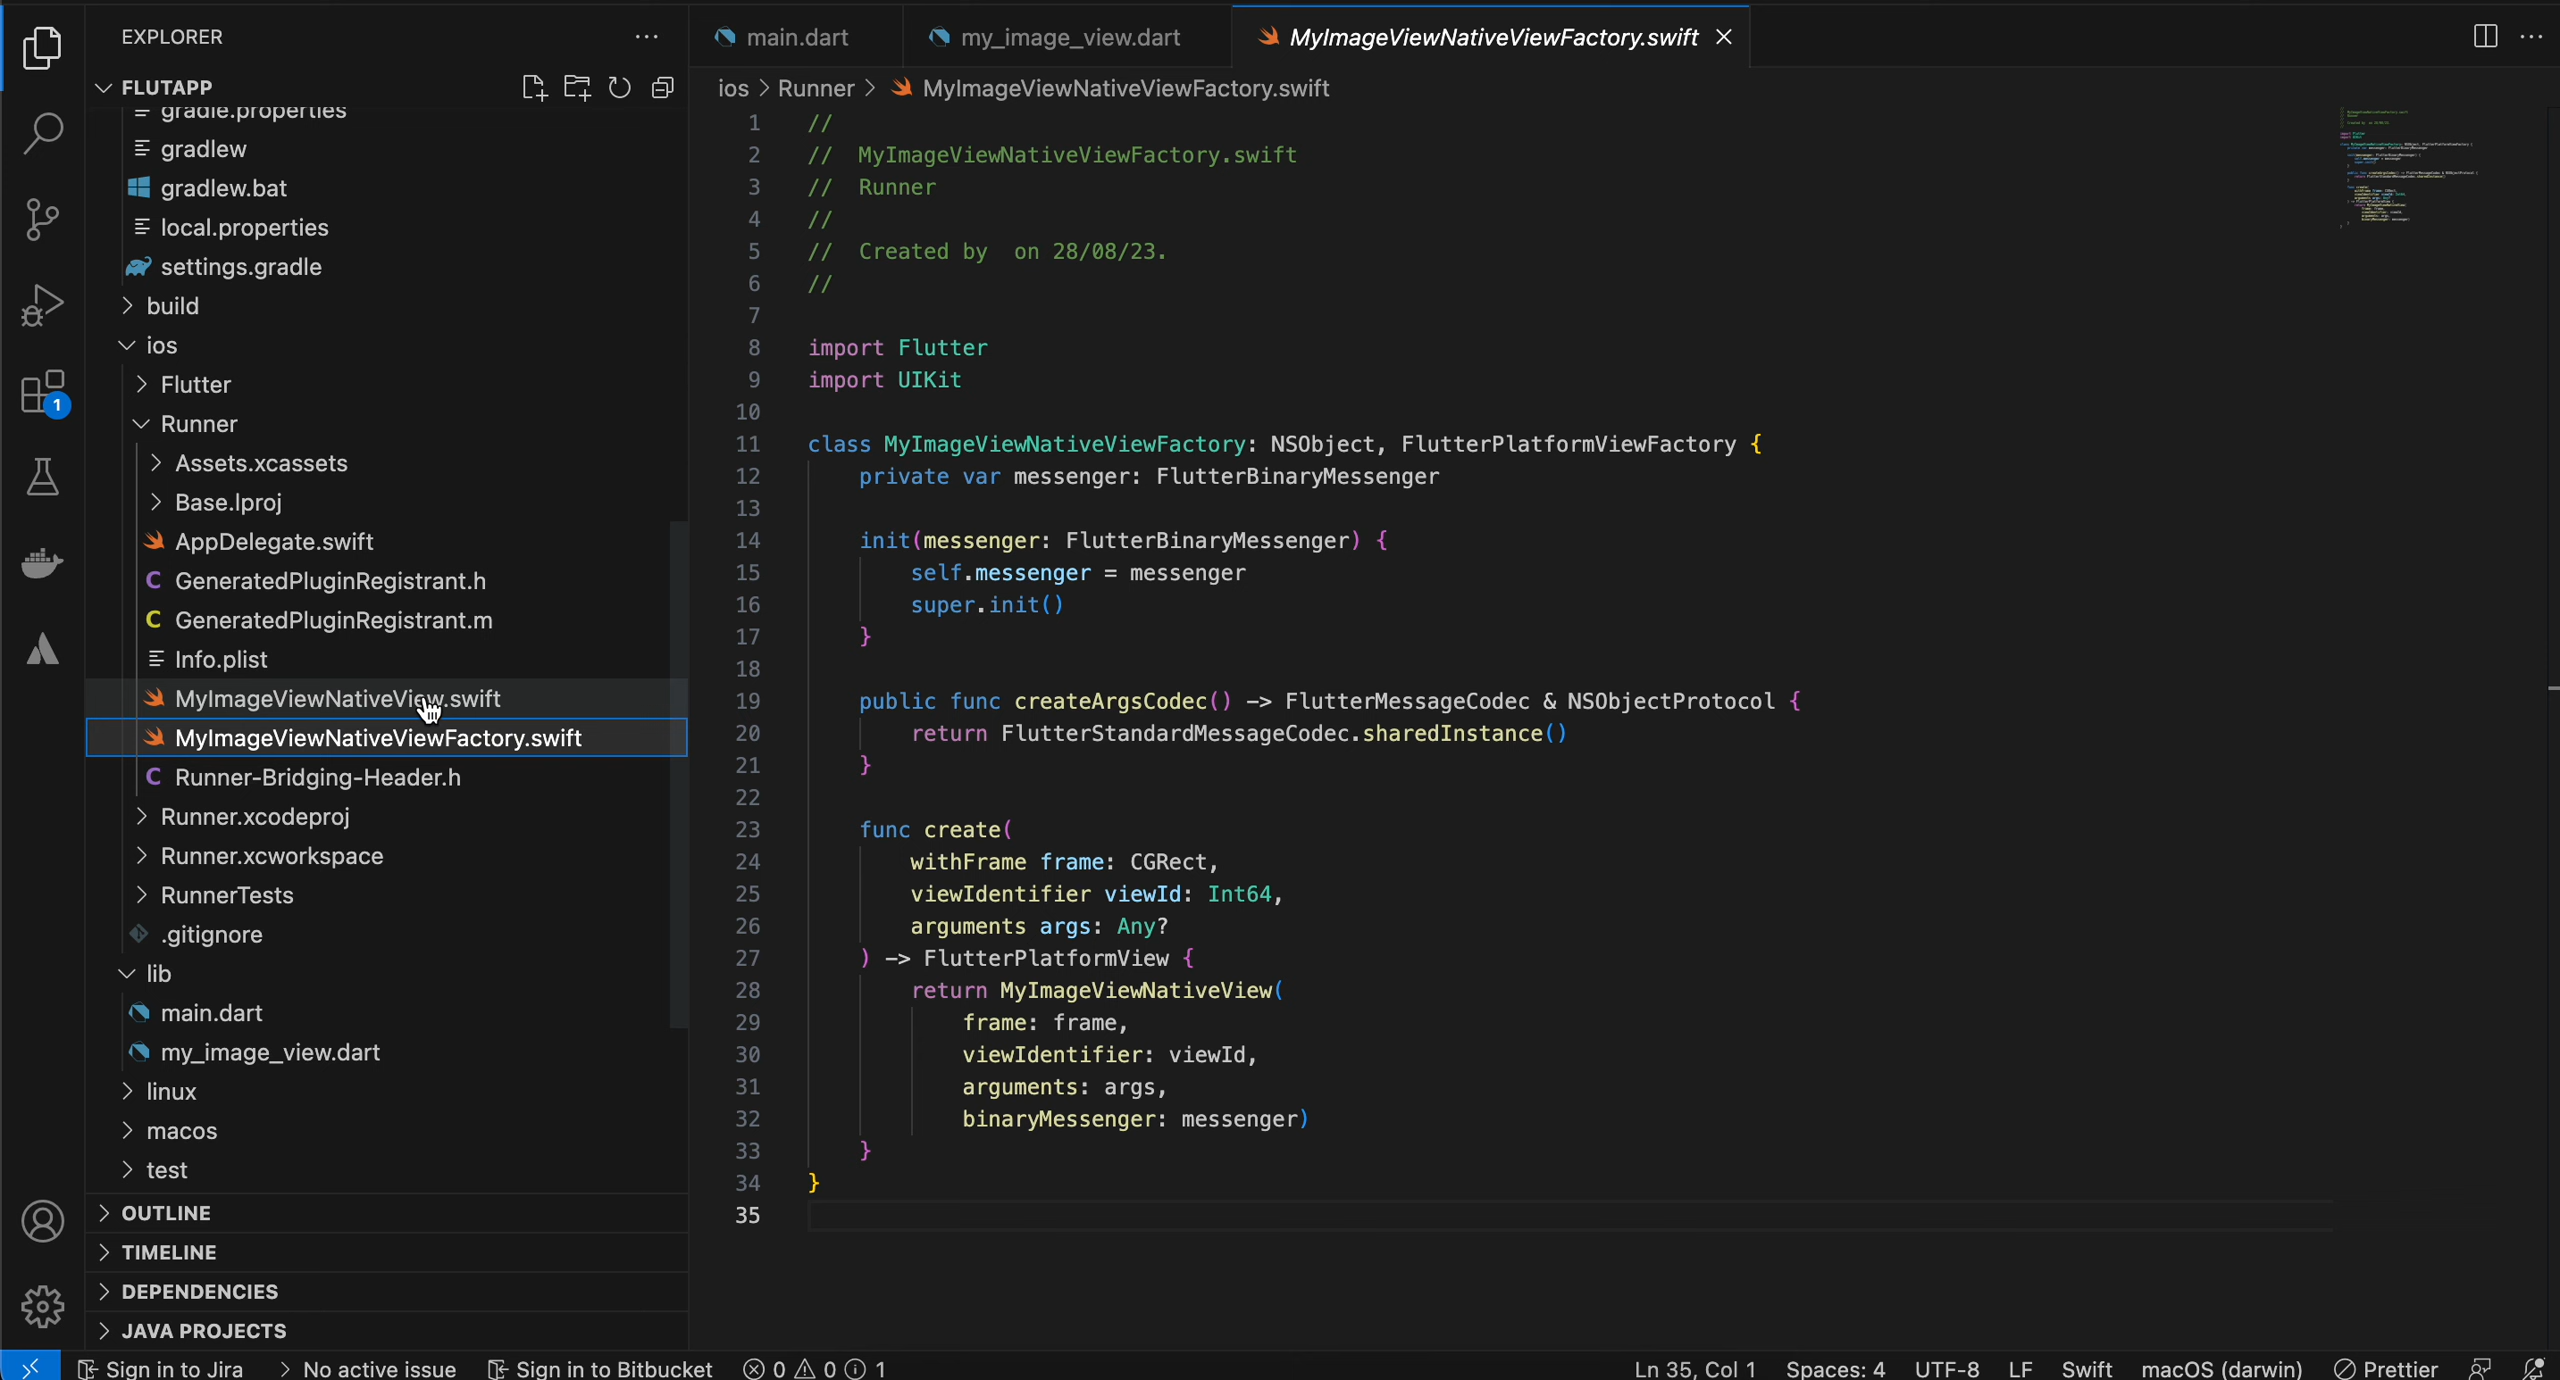 EXPLORER
FLUTAPP
gradle.properties
gradlew
gradlew.bat
local.properties
settings.gradle
build
ios
Flutter
Runner
Assets.xcassets
Base.lproj
AppDelegate.swift
C GeneratedPluginRegistrant.h
C GeneratedPluginRegistrant.m
Info.plist
MyImageViewNativeView.swift
MyImageViewNativeViewFactory.swift
C Runner-Bridging-Header.h
Runner.xcodeproj
Runner.xcworkspace
RunnerTests
.gitignore
lib
main.dart
my_image_view.dart
linux
macos
test
OUTLINE
TIMELINE
DEPENDENCIES
JAVA PROJECTS
1
main.dart
my_image_view.dart
MyImageViewNativeViewFactory.swift
ios > Runner > MyImageViewNativeViewFactory.swift
1 //
2 // MyImageViewNativeViewFactory.swift
3 // Runner
4 //
5 // Created by on 28/08/23.
6 //
7
8 import Flutter
9 import UIKit
10
11 class MyImageViewNativeViewFactory: NSObject, FlutterPlatformViewFactory {
12 private var messenger: FlutterBinaryMessenger
13
14 init(messenger: FlutterBinaryMessenger) {
15 self.messenger = messenger
16 super.init()
17 }
18
19 public func createArgsCodec() -> FlutterMessageCodec & NSObjectProtocol {
20 return FlutterStandardMessageCodec.sharedInstance()
21 }
22
23 func create(
24 withFrame frame: CGRect,
25 viewIdentifier viewId: Int64,
26 arguments args: Any?
27 ) -> FlutterPlatformView {
28 return MyImageViewNativeView(
29 frame: frame,
30 viewIdentifier: viewId,
31 arguments: args,
32 binaryMessenger: messenger)
33 }
34 }
35
Sign in to Jira > No active issue Sign in to Bitbucket 0 0 1 Ln 35, Col 1 Spaces: 4 UTF-8 LF Swift macOS (darwin) Prettier